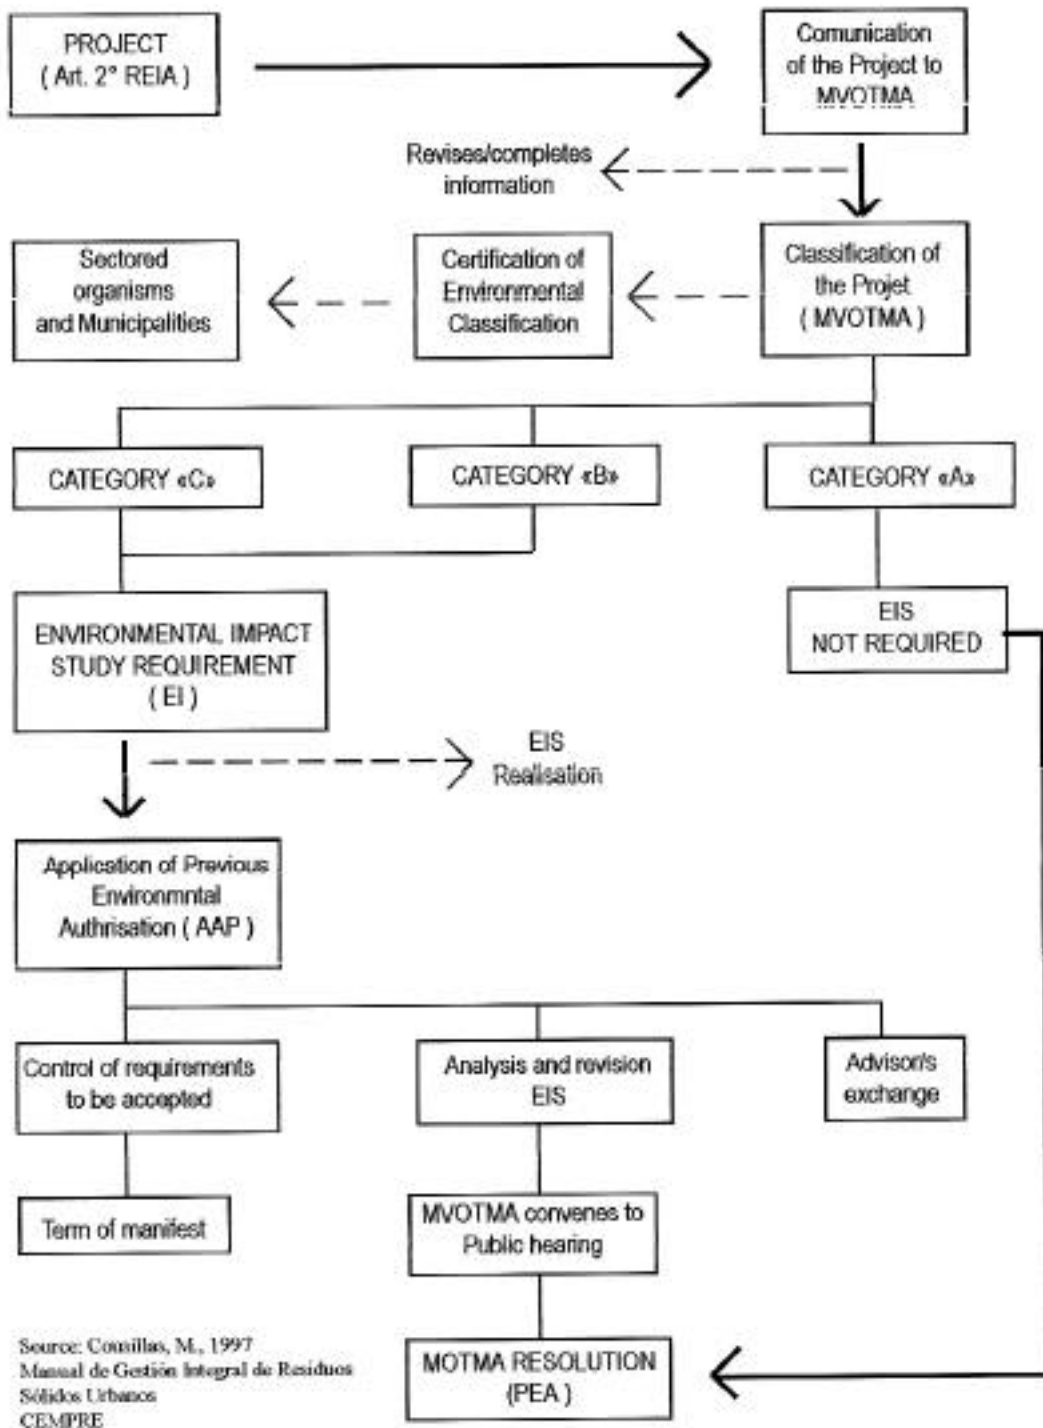 PROJECT
( Art. 2° REIA )
Comunication
of the Project to
MVOTMA
Revises/completes
information
Sectored
organisms
and Municipalities
Certification of
Environmental
Classification
Classification of
the Projet
( MVOTMA )
CATEGORY «C»
CATEGORY «B»
CATEGORY «A»
ENVIRONMENTAL IMPACT
STUDY REQUIREMENT
( EI )
EIS
NOT REQUIRED
EIS
Realisation
Application of Previous
Environmntal
Authrisation ( AAP )
Control of requirements
to be accepted
Analysis and revision
EIS
Advisor's
exchange
Term of manifest
MVOTMA convenes to
Public hearing
MOTMA RESOLUTION
(PEA )
Source: Cousillas, M., 1997
Manual de Gestión Integral de Residuos
Sólidos Urbanos
CEMPRE